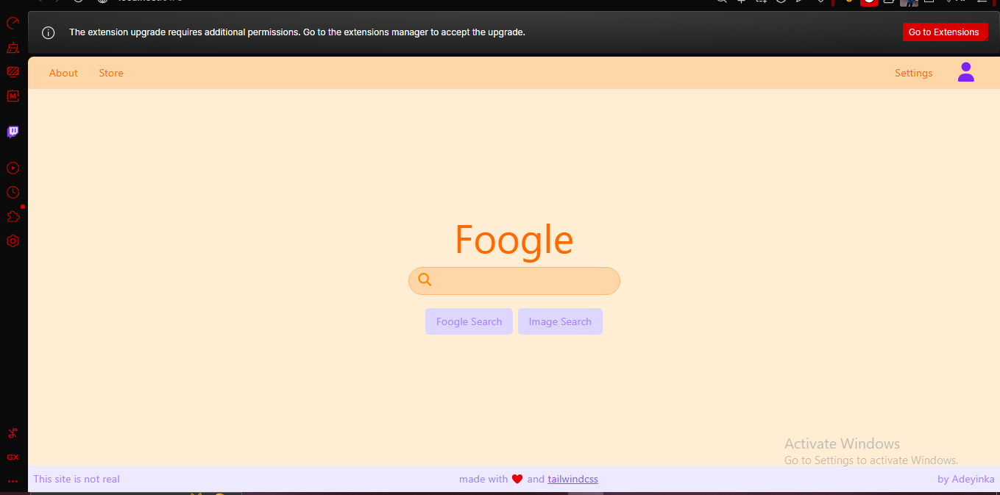 The extension upgrade requires additional permissions. Go to the extensions manager to accept the upgrade.
Go to Extensions
About
Store
Settings
Foogle
Foogle Search
Image Search
Activate Windows
Go to Settings to activate Windows.
This site is not real
made with ❤ and tailwindcss
by Adeyinka
M
GX